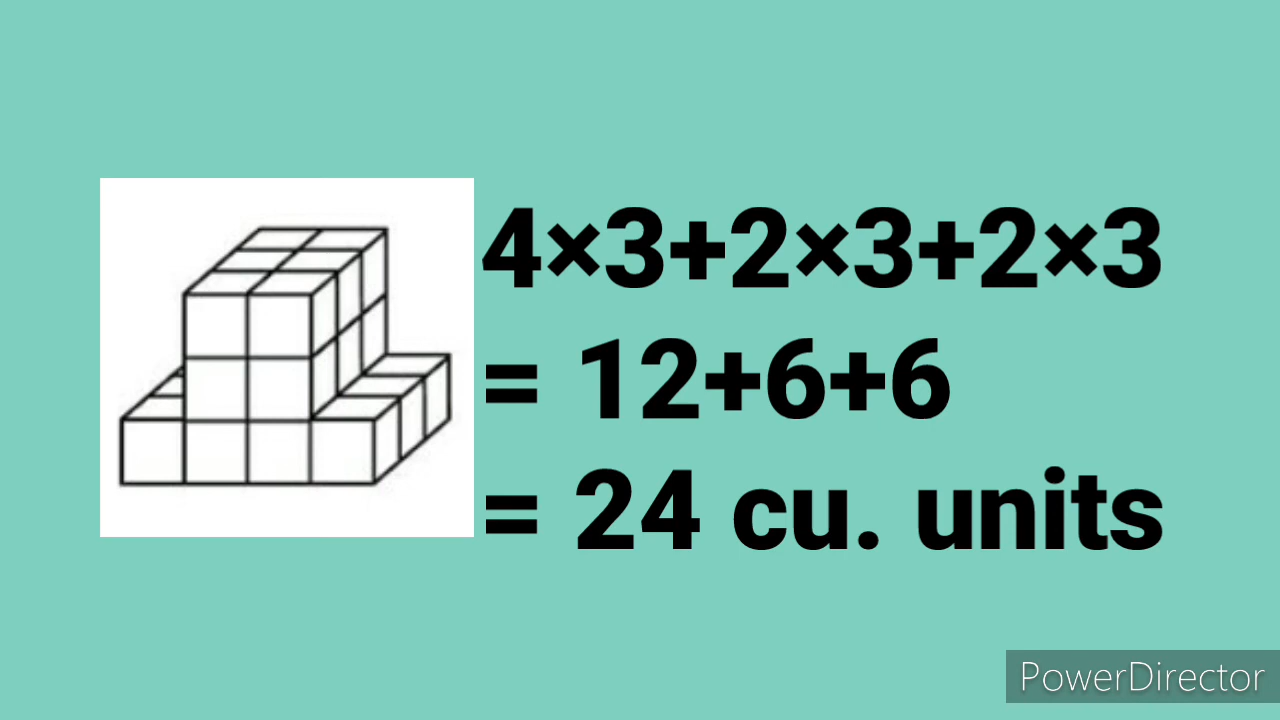 4×3+2×3+2×3
= 12+6+6
= 24 cu. units
PowerDirector